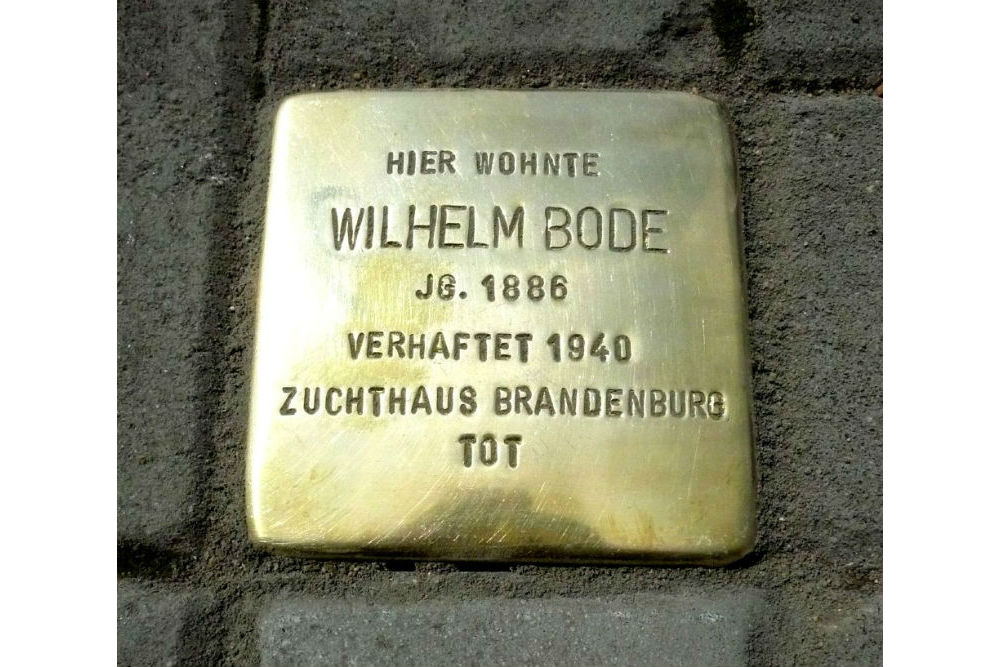 HIER WOHNTE
WILHELM BODE
JG. 1886
VERHAFTET 1940
ZUCHTHAUS BRANDENBURG
TOT